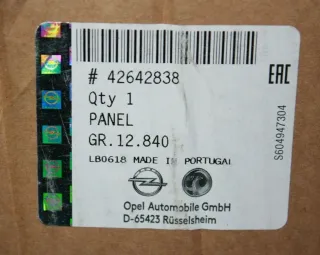 # 42642838
EAC
Qty 1
PANEL
GR.12.840
LB0618 MADE IN PORTUGAL
S604947304
Opel Automobile GmbH
D-65423 Rüsselsheim